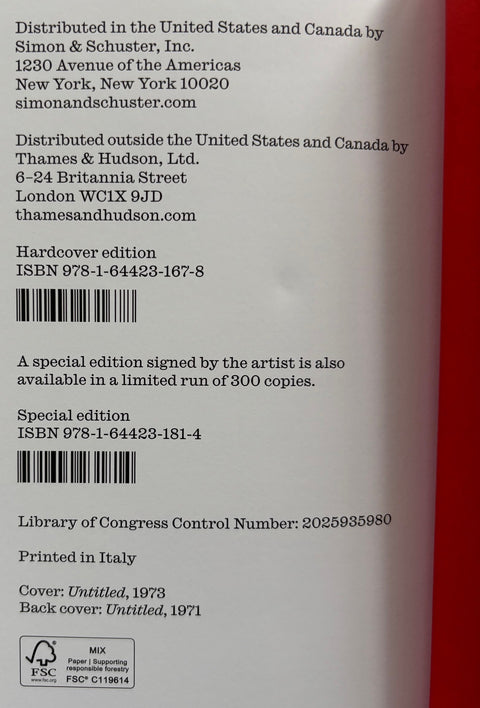 Distributed in the United States and Canada by
Simon & Schuster, Inc.
1230 Avenue of the Americas
New York, New York 10020
simonandschuster.com
Distributed outside the United States and Canada by
Thames & Hudson, Ltd.
6–24 Britannia Street
London WC1X 9JD
thamesandhudson.com
Hardcover edition
ISBN 978-1-64423-167-8
A special edition signed by the artist is also
available in a limited run of 300 copies.
Special edition
ISBN 978-1-64423-181-4
Library of Congress Control Number: 2025935980
Printed in Italy
Cover: Untitled, 1973
Back cover: Untitled, 1971
FSC
www.fsc.org
MIX
Paper | Supporting
responsible forestry
FSC® C119614